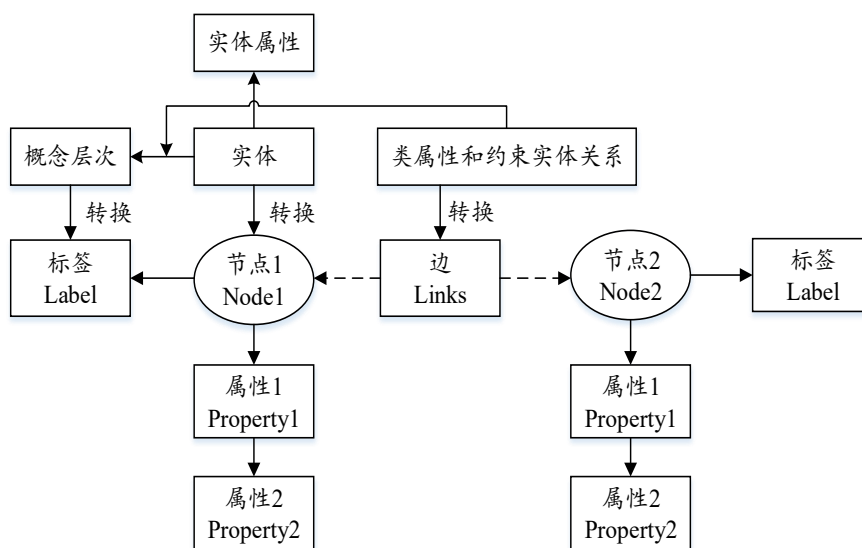 实体属性
概念层次
实体
类属性和约束实体关系
转换
转换
转换
标签
Label
节点1
Node1
边
Links
节点2
Node2
标签
Label
属性1
Property1
属性1
Property1
属性2
Property2
属性2
Property2